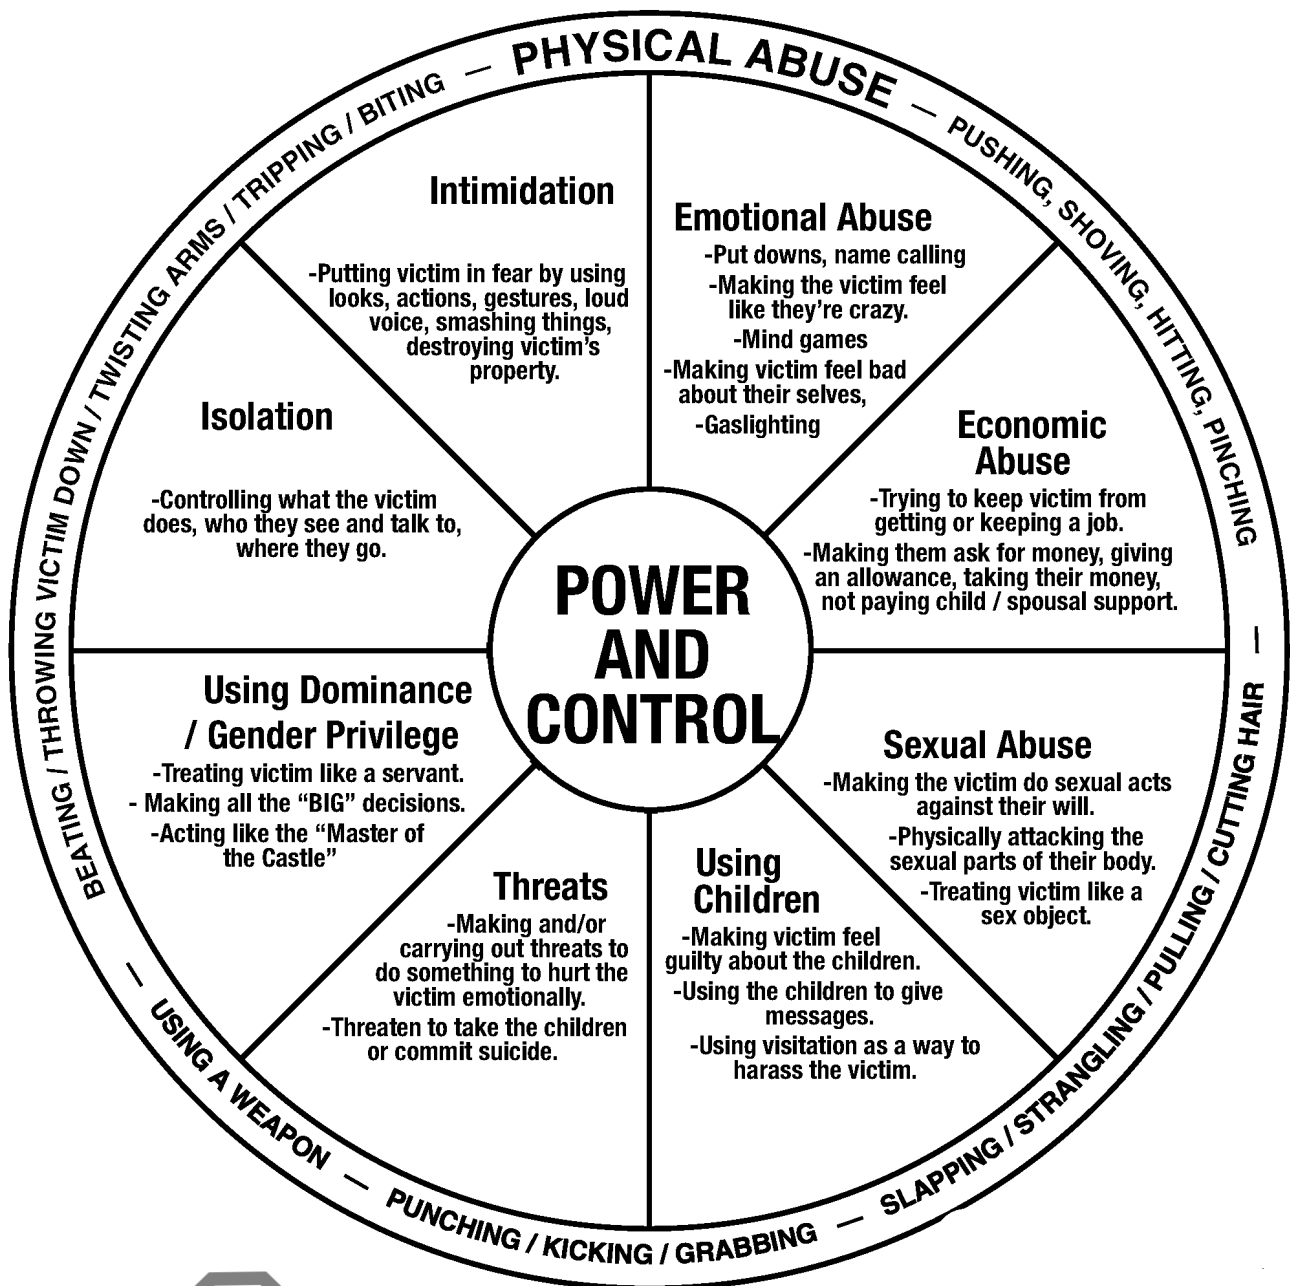 PHYSICAL ABUSE — PUSHING, SHOVING, HITTING, PINCHING — SLAPPING / STRANGLING / PULLING / CUTTING HAIR —
BEATING / THROWING VICTIM DOWN / TWISTING ARMS / TRIPPING / BITING —
— USING A WEAPON — PUNCHING / KICKING / GRABBING —
Intimidation
-Putting victim in fear by using
looks, actions, gestures, loud
voice, smashing things,
destroying victim's
property.
Emotional Abuse
-Put downs, name calling
-Making the victim feel
like they're crazy.
-Mind games
-Making victim feel bad
about their selves,
-Gaslighting
Economic
Abuse
-Trying to keep victim from
getting or keeping a job.
-Making them ask for money, giving
an allowance, taking their money,
not paying child / spousal support.
Sexual Abuse
-Making the victim do sexual acts
against their will.
-Physically attacking the
sexual parts of their body.
-Treating victim like a
sex object.
Using
Children
-Making victim feel
guilty about the children.
-Using the children to give
messages.
-Using visitation as a way to
harass the victim.
Threats
-Making and/or
carrying out threats to
do something to hurt the
victim emotionally.
-Threaten to take the children
or commit suicide.
Using Dominance
/ Gender Privilege
-Treating victim like a servant.
- Making all the “BIG” decisions.
-Acting like the “Master of
the Castle”
Isolation
-Controlling what the victim
does, who they see and talk to,
where they go.
POWER
AND
CONTROL